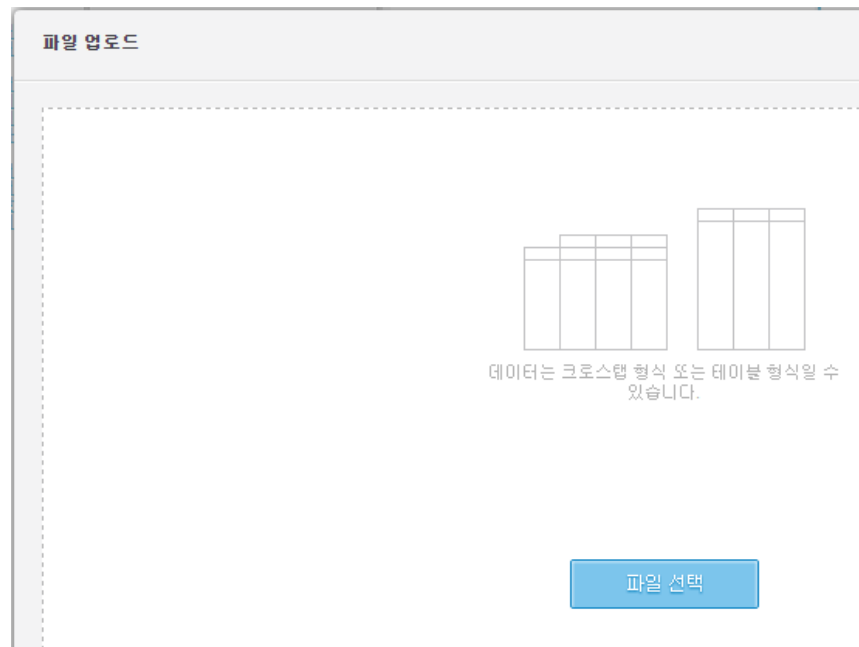 파일 업로드
데이터는 크로스탭 형식 또는 테이블 형식일 수
있습니다.
파일 선택